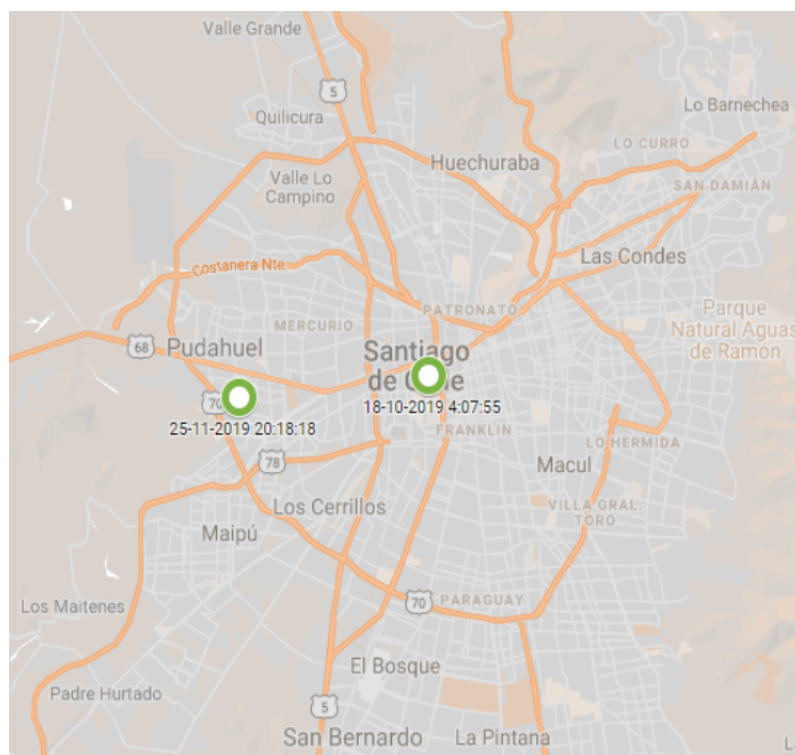 Valle Grande
5
Lo Barnechea
Quilicura
LO CURRO
Huechuraba
Valle Lo
Campino
SAN DAMIÁN
Las Condes
Costanera Nte
PATRONATO
Parque
Natural Aguas
de Ramón
MERCURIO
68
Pudahuel
Santiago
de
70
18-10-2019 4:07:55
25-11-2019 20:18:18
FRANKLIN
LO HERMIDA
78
Macul
Los Cerrillos
VILLA GRAL.
TORO
Maipú
Los Maitenes
70
PARAGUAY
El Bosque
Padre Hurtado
5
San Bernardo
La Pintana